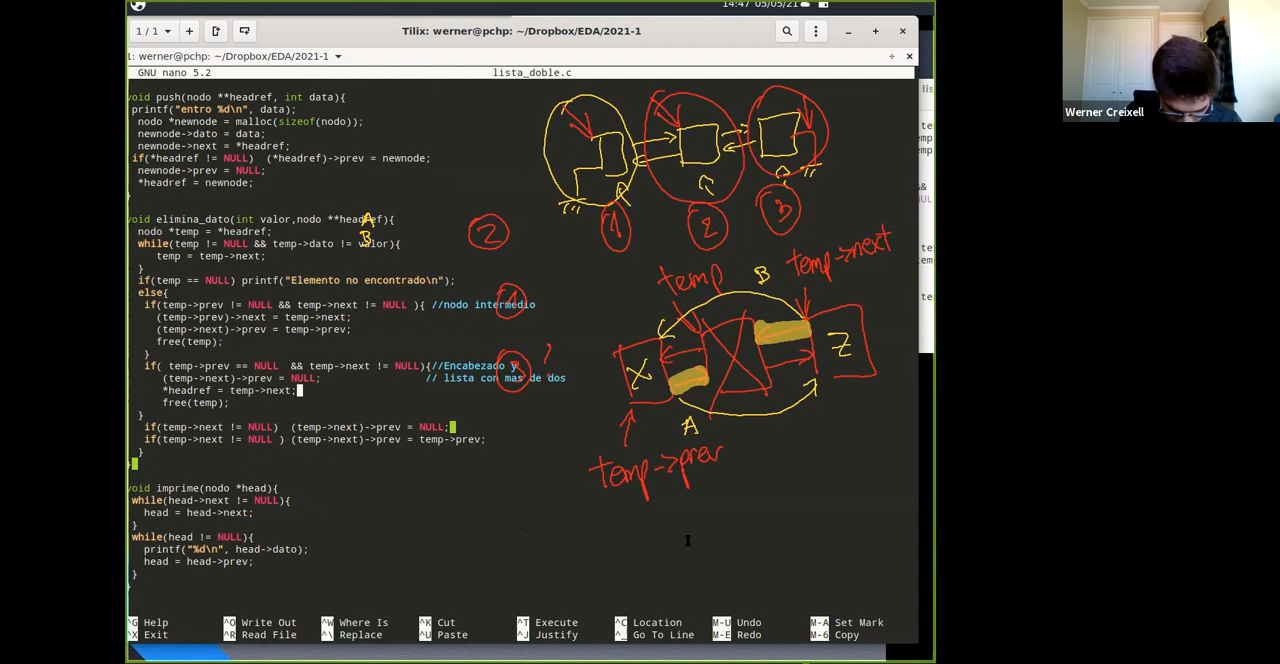 14:47 05/05/21
1 / 1
Tilix: werner@pchp: ~/Dropbox/EDA/2021-1
1: werner@pchp: ~/Dropbox/EDA/2021-1
GNU nano 5.2 lista_doble.c
void push(nodo **headref, int data){
printf("entro %d\n", data);
nodo *newnode = malloc(sizeof(nodo));
newnode->dato = data;
newnode->next = *headref;
if(*headref != NULL) (*headref)->prev = newnode;
newnode->prev = NULL;
*headref = newnode;
}
void elimina_dato(int valor,nodo **headref){
nodo *temp = *headref;
while(temp != NULL && temp->dato != valor){
temp = temp->next;
}
if(temp == NULL) printf("Elemento no encontrado\n");
else{
if(temp->prev != NULL && temp->next != NULL ){ //nodo intermedio
(temp->prev)->next = temp->next;
(temp->next)->prev = temp->prev;
free(temp);
}
if( temp->prev == NULL && temp->next != NULL){//Encabezado y
(temp->next)->prev = NULL; // lista con mas de dos
*headref = temp->next;
free(temp);
}
if(temp->next != NULL) (temp->next)->prev = NULL;
if(temp->next != NULL ) (temp->next)->prev = temp->prev;
}
}
void imprime(nodo *head){
while(head->next != NULL){
head = head->next;
}
while(head != NULL){
printf("%d\n", head->dato);
head = head->prev;
}
}
A
B
2
1
3
1
2
3
temp
B
temp->next
X
Z
A
temp->prev
Werner Creixell
^G Help ^O Write Out ^W Where Is ^K Cut ^T Execute ^C Location M-U Undo M-A Set Mark
^X Exit ^R Read File ^\ Replace ^U Paste ^J Justify ^_ Go To Line M-E Redo M-6 Copy